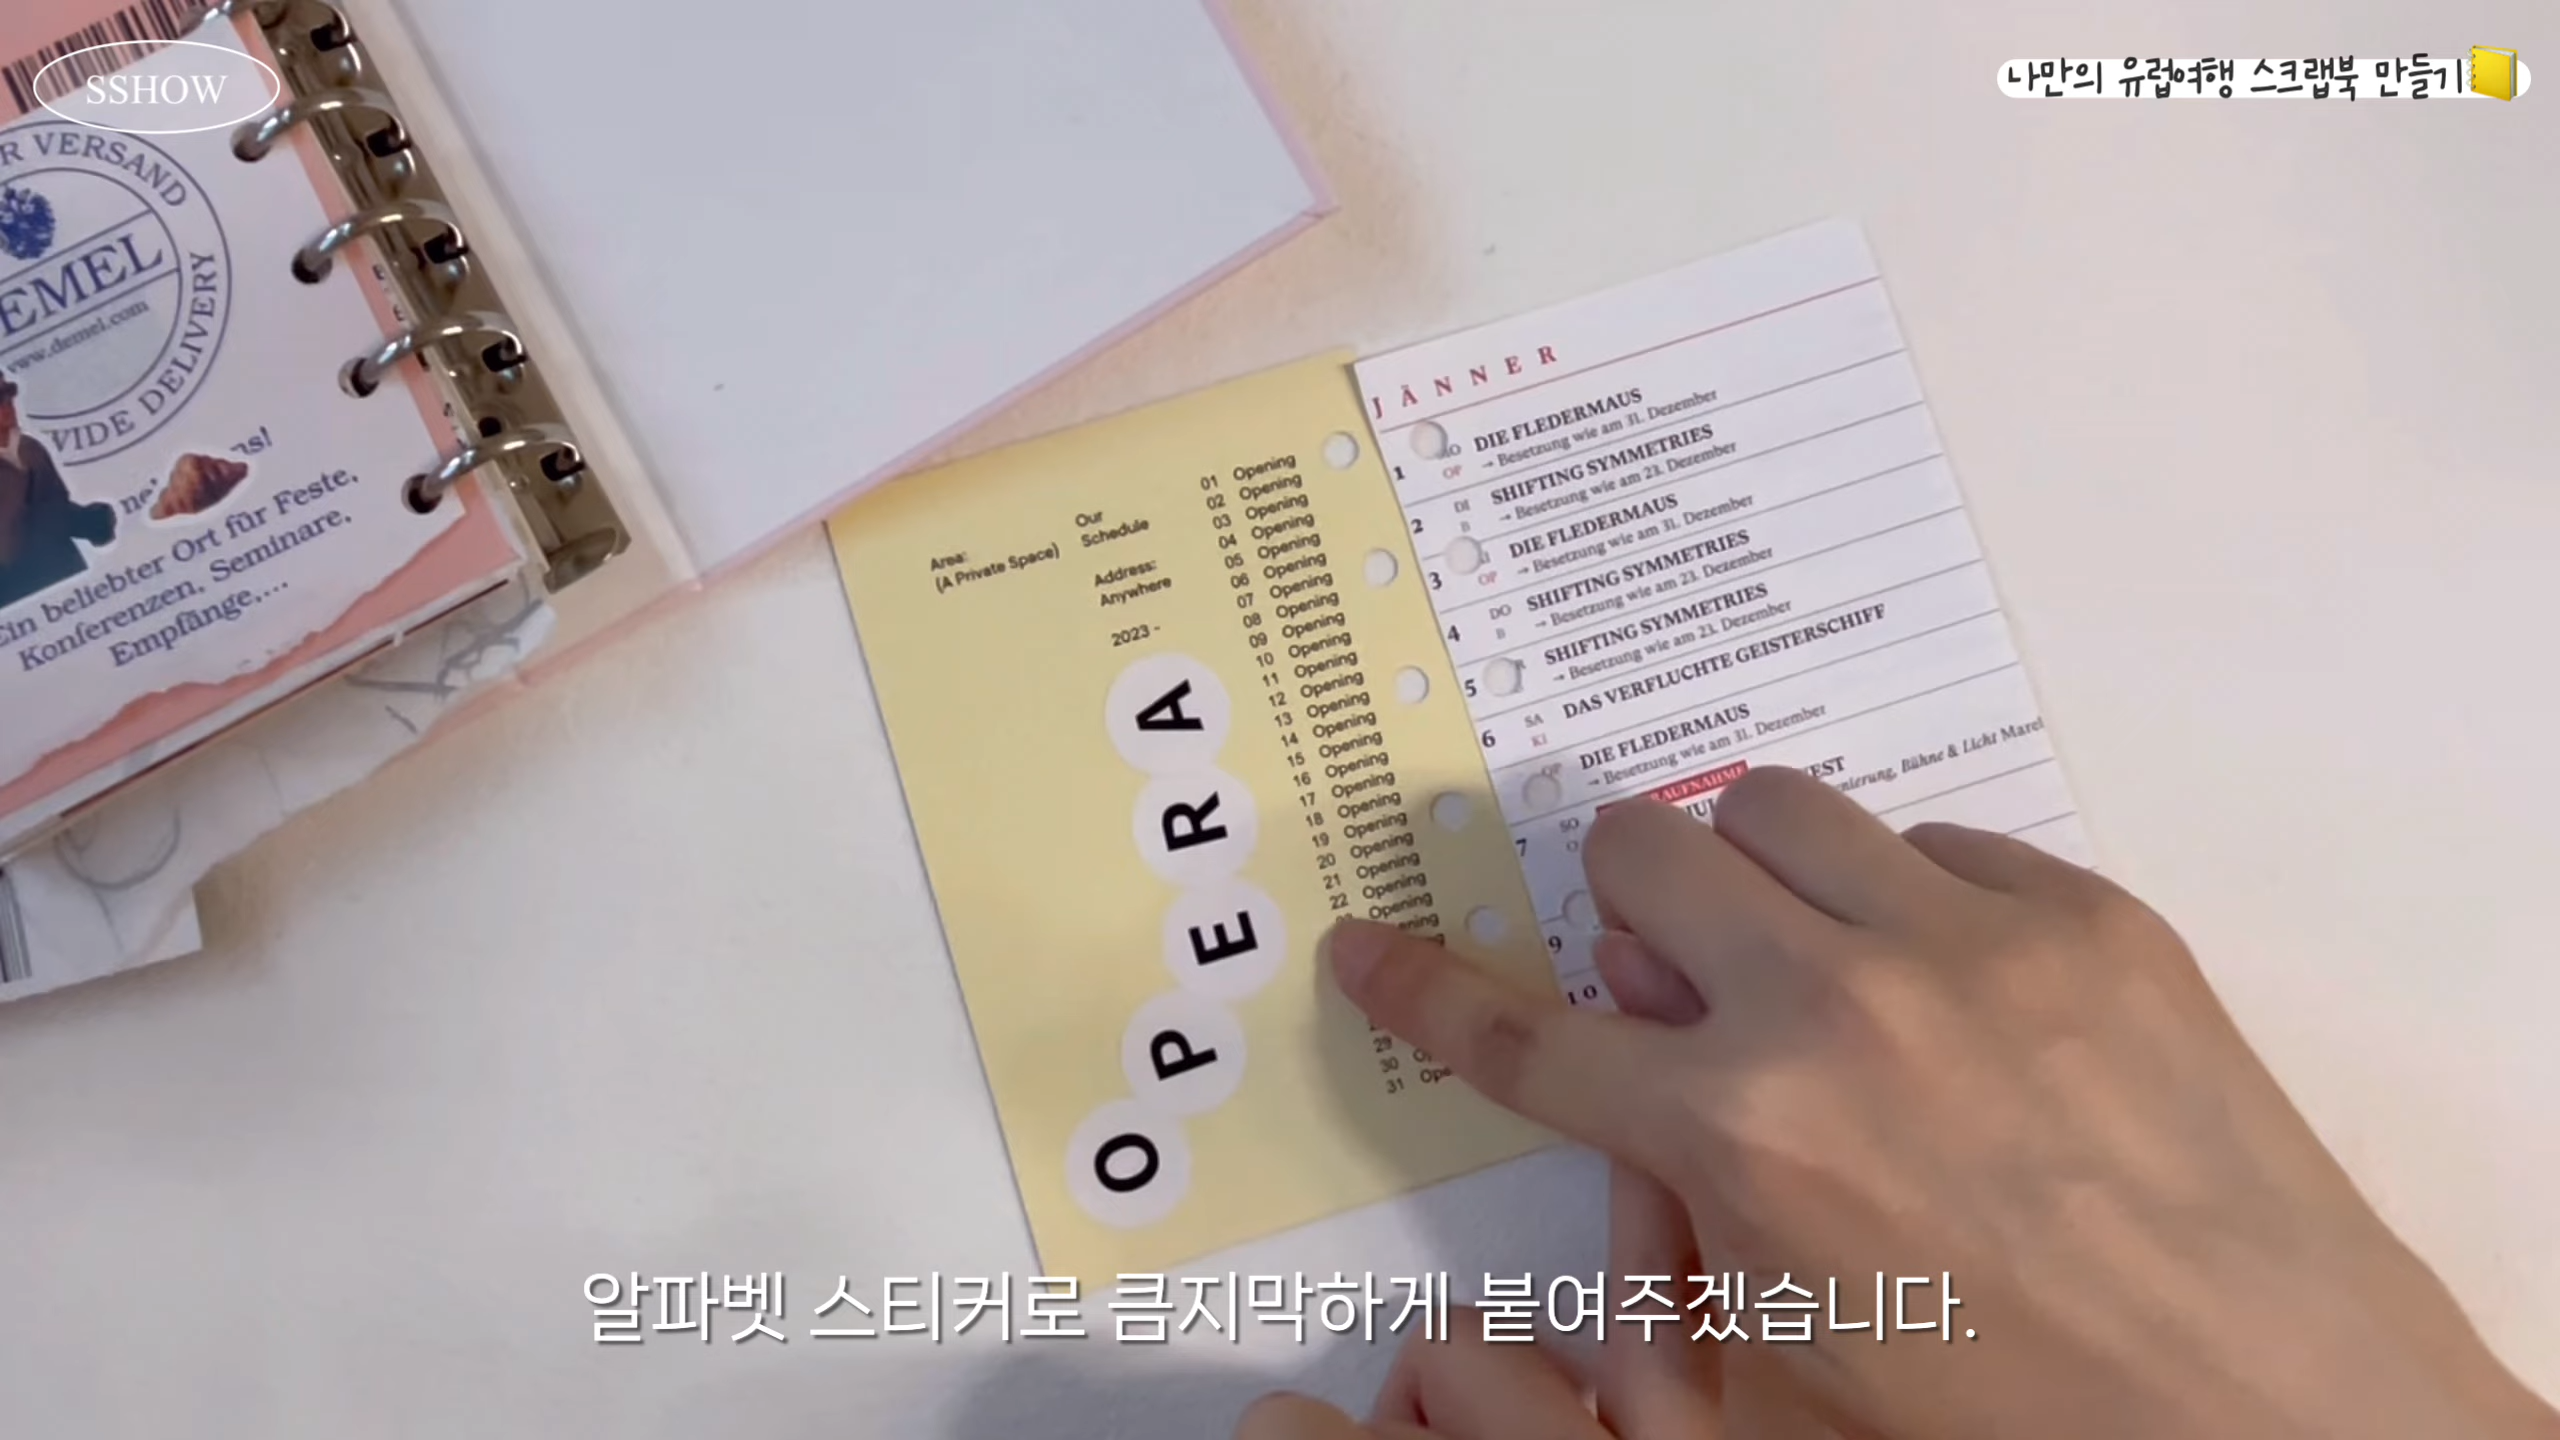 SSHOW
나만의 유럽여행 스크랩북 만들기
R VERSAND
EMEL
www.demel.com
VIDE DELIVERY
Ein beliebter Ort für Feste,
Konferenzen, Seminare,
Empfänge,...
Area:
(A Private Space)
Our
Schedule
Address:
Anywhere
2023 -
01 Opening
02 Opening
03 Opening
04 Opening
05 Opening
06 Opening
07 Opening
08 Opening
09 Opening
10 Opening
11 Opening
12 Opening
13 Opening
14 Opening
15 Opening
16 Opening
17 Opening
18 Opening
19 Opening
20 Opening
21 Opening
22 Opening
29
30
31
OPERA
JÄNNER
1 OP DIE FLEDERMAUS
→ Besetzung wie am 31. Dezember
2 DI B SHIFTING SYMMETRIES
→ Besetzung wie am 23. Dezember
3 OP DIE FLEDERMAUS
→ Besetzung wie am 31. Dezember
4 DO B SHIFTING SYMMETRIES
→ Besetzung wie am 23. Dezember
5 SHIFTING SYMMETRIES
→ Besetzung wie am 23. Dezember
6 SA KI DAS VERFLUCHTE GEISTERSCHIFF
OP DIE FLEDERMAUS
→ Besetzung wie am 31. Dezember
7 SO
Bühne & Licht
9
10
알파벳 스티커로 큼지막하게 붙여주겠습니다.